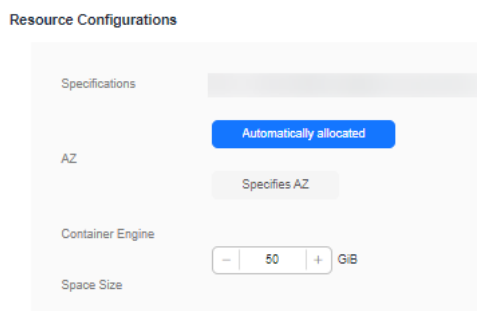 Resource Configurations
Specifications
Automatically allocated
AZ
Specifies AZ
Container Engine
− 50 + GiB
Space Size